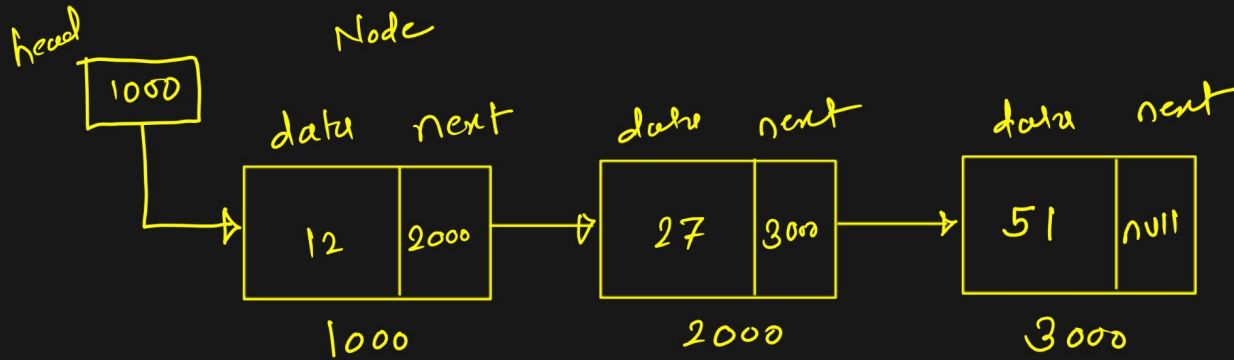 head
Node
1000
data next data next data next
12 2000 27 3000 51 null
1000 2000 3000